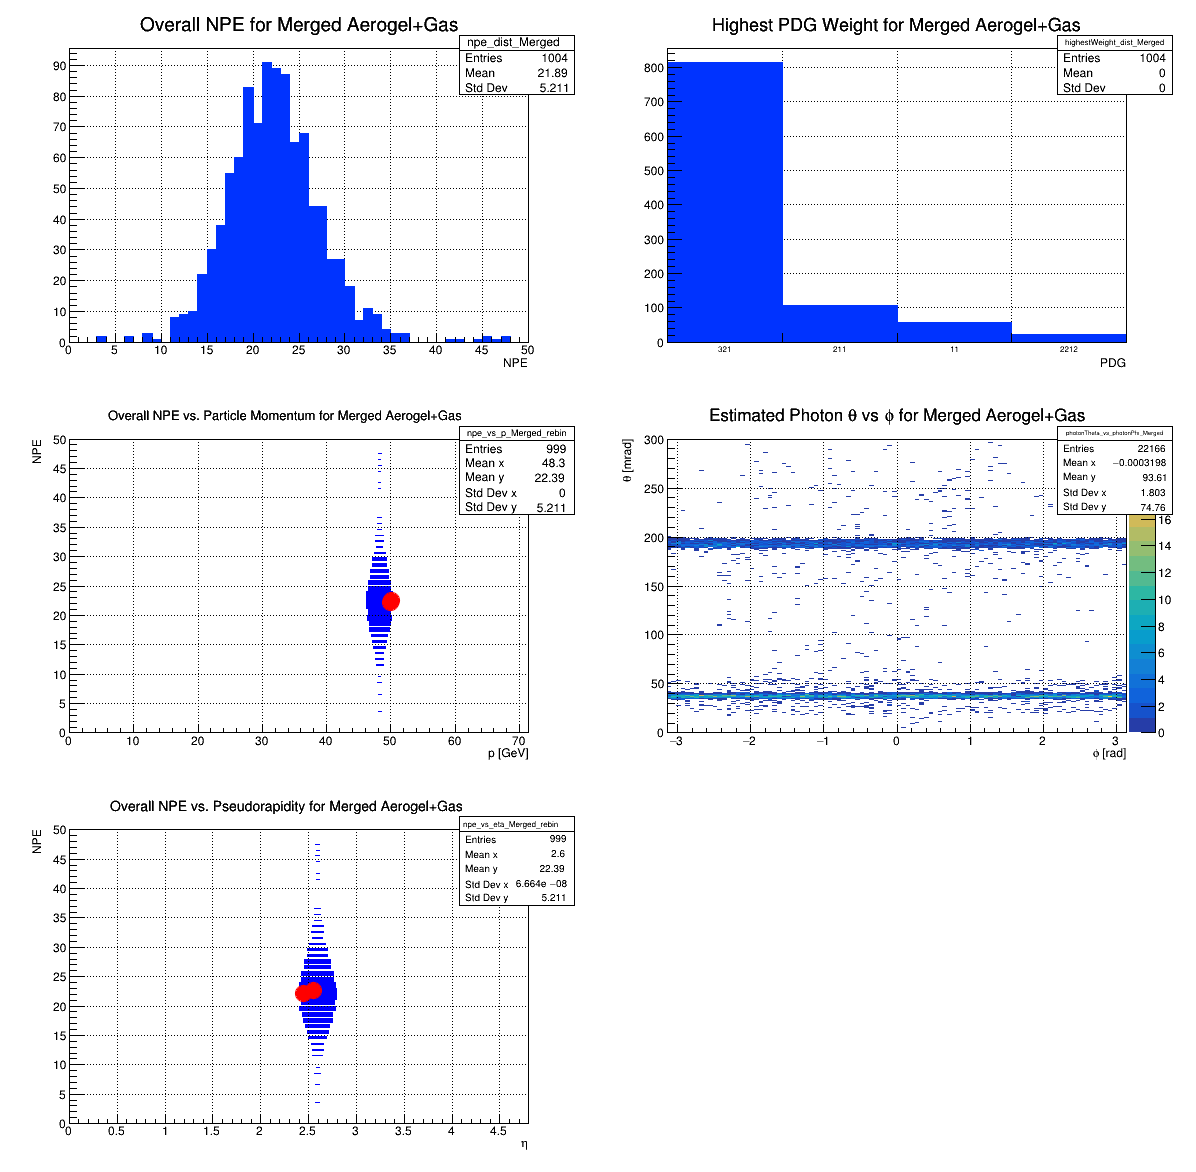 Overall NPE for Merged Aerogel+Gas
npe_dist_Merged
Entries 1004
Mean 21.89
Std Dev 5.211
90
80
70
60
50
40
30
20
10
0
0 5 10 15 20 25 30 35 40 45 50
NPE
Highest PDG Weight for Merged Aerogel+Gas
highestWeight_dist_Merged
Entries 1004
Mean 0
Std Dev 0
800
700
600
500
400
300
200
100
0
321 211 11 2212
PDG
Overall NPE vs. Particle Momentum for Merged Aerogel+Gas
npe_vs_p_Merged_rebin
Entries 999
Mean x 48.3
Mean y 22.39
Std Dev x 0
Std Dev y 5.211
NPE
50
45
40
35
30
25
20
15
10
5
0
0 10 20 30 40 50 60 70
p [GeV]
Estimated Photon θ vs ϕ for Merged Aerogel+Gas
photonTheta_vs_photonPhi_Merged
Entries 22166
Mean x −0.0003198
Mean y 93.61
Std Dev x 1.803
Std Dev y 74.76
θ [mrad]
300
250
200
150
100
50
0
−3 −2 −1 0 1 2 3
ϕ [rad]
16
14
12
10
8
6
4
2
0
Overall NPE vs. Pseudorapidity for Merged Aerogel+Gas
npe_vs_eta_Merged_rebin
Entries 999
Mean x 2.6
Mean y 22.39
Std Dev x 6.664e −08
Std Dev y 5.211
NPE
50
45
40
35
30
25
20
15
10
5
0
0 0.5 1 1.5 2 2.5 3 3.5 4 4.5
η